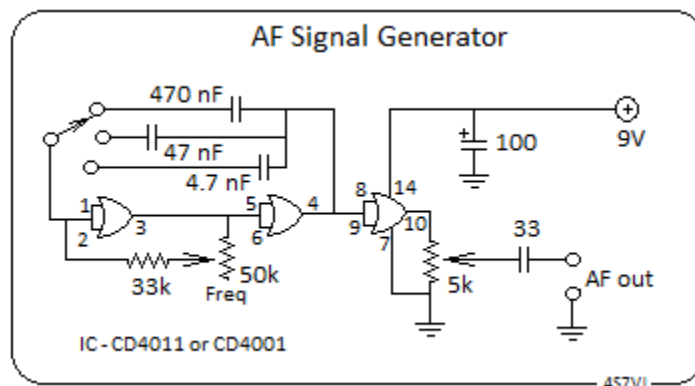 AF Signal Generator
470 nF
47 nF
4.7 nF
9V
100
1
2
3
5
6
4
8
9
14
10
7
33k
50k
Freq
5k
33
AF out
IC - CD4011 or CD4001